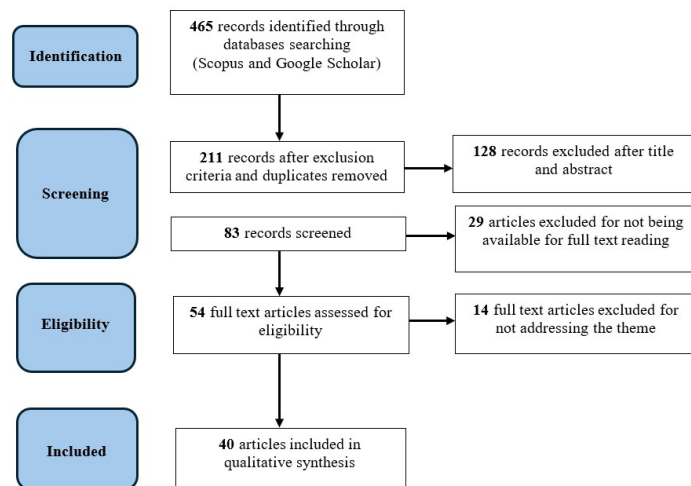 465 records identified through
databases searching
(Scopus and Google Scholar)
Identification
211 records after exclusion
criteria and duplicates removed
128 records excluded after title
and abstract
Screening
83 records screened
29 articles excluded for not being
available for full text reading
Eligibility
54 full text articles assessed for
eligibility
14 full text articles excluded for
not addressing the theme
Included
40 articles included in
qualitative synthesis